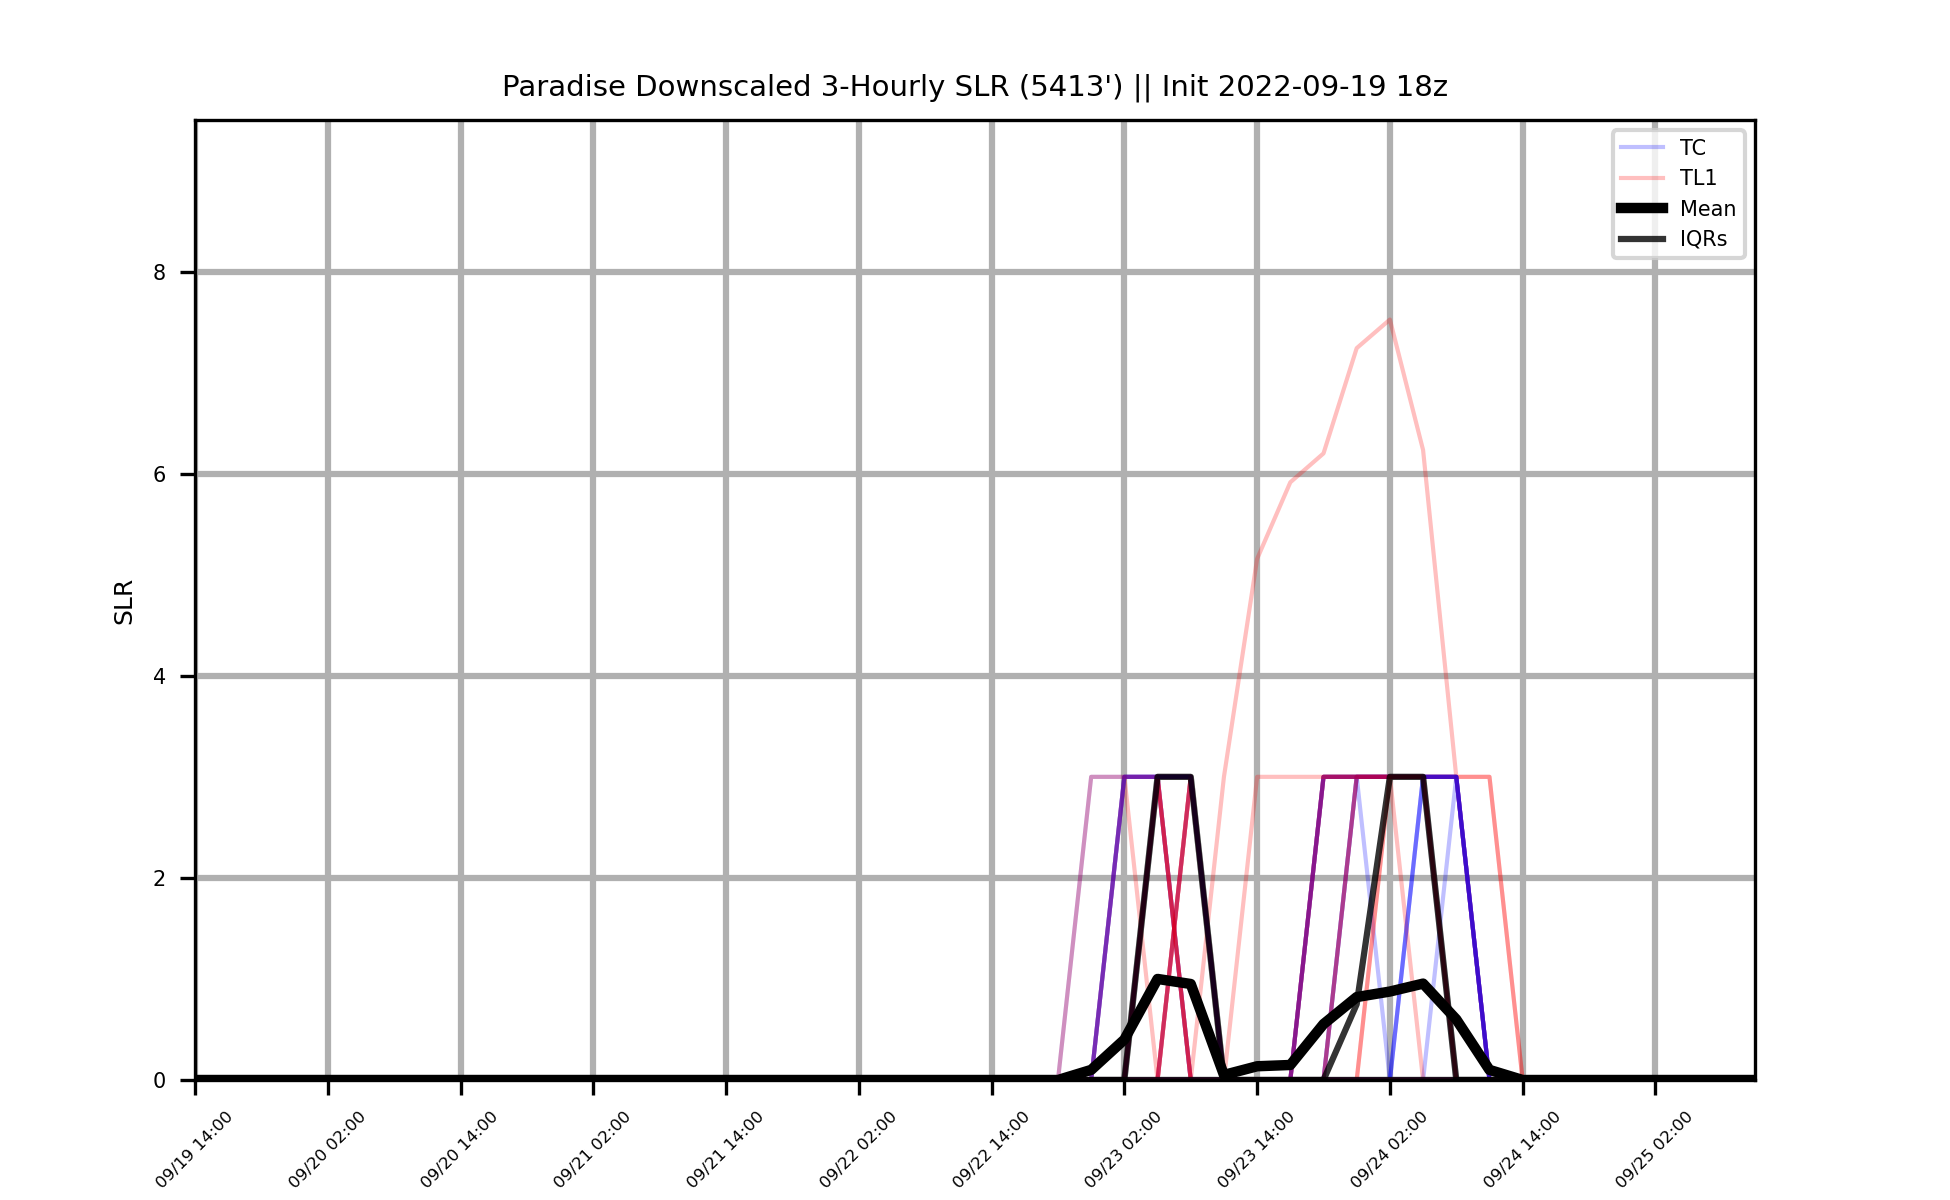 Paradise Downscaled 3-Hourly SLR (5413') || Init 2022-09-19 18z
TC
TL1
Mean
IQRs
SLR
8
6
4
2
0
09/19 14:00
09/20 02:00
09/20 14:00
09/21 02:00
09/21 14:00
09/22 02:00
09/22 14:00
09/23 02:00
09/23 14:00
09/24 02:00
09/24 14:00
09/25 02:00